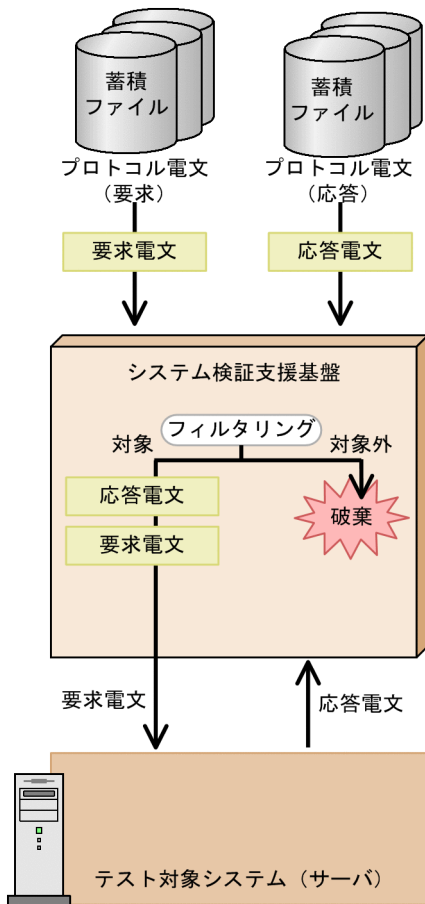 蓄積
ファイル
蓄積
ファイル
プロトコル電文
（要求）
プロトコル電文
（応答）
要求電文
応答電文
システム検証支援基盤
フィルタリング
対象
対象外
応答電文
要求電文
破棄
要求電文
応答電文
テスト対象システム（サーバ）